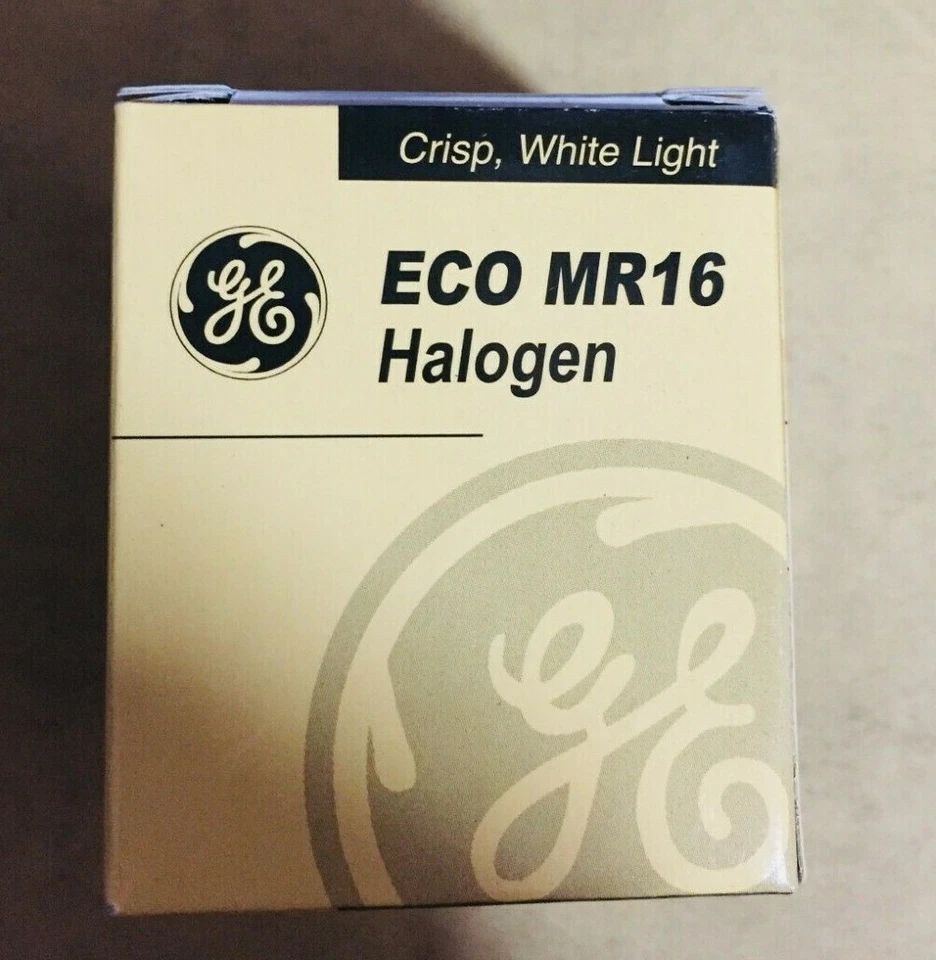 Crisp, White Light
GE
ECO MR16
Halogen
GE